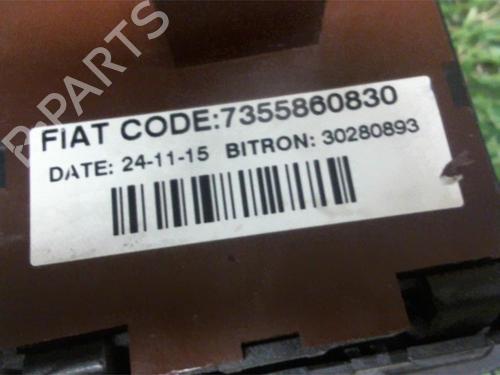 B-PARTS
FIAT CODE:7355860830
DATE: 24-11-15 BITRON: 30280893